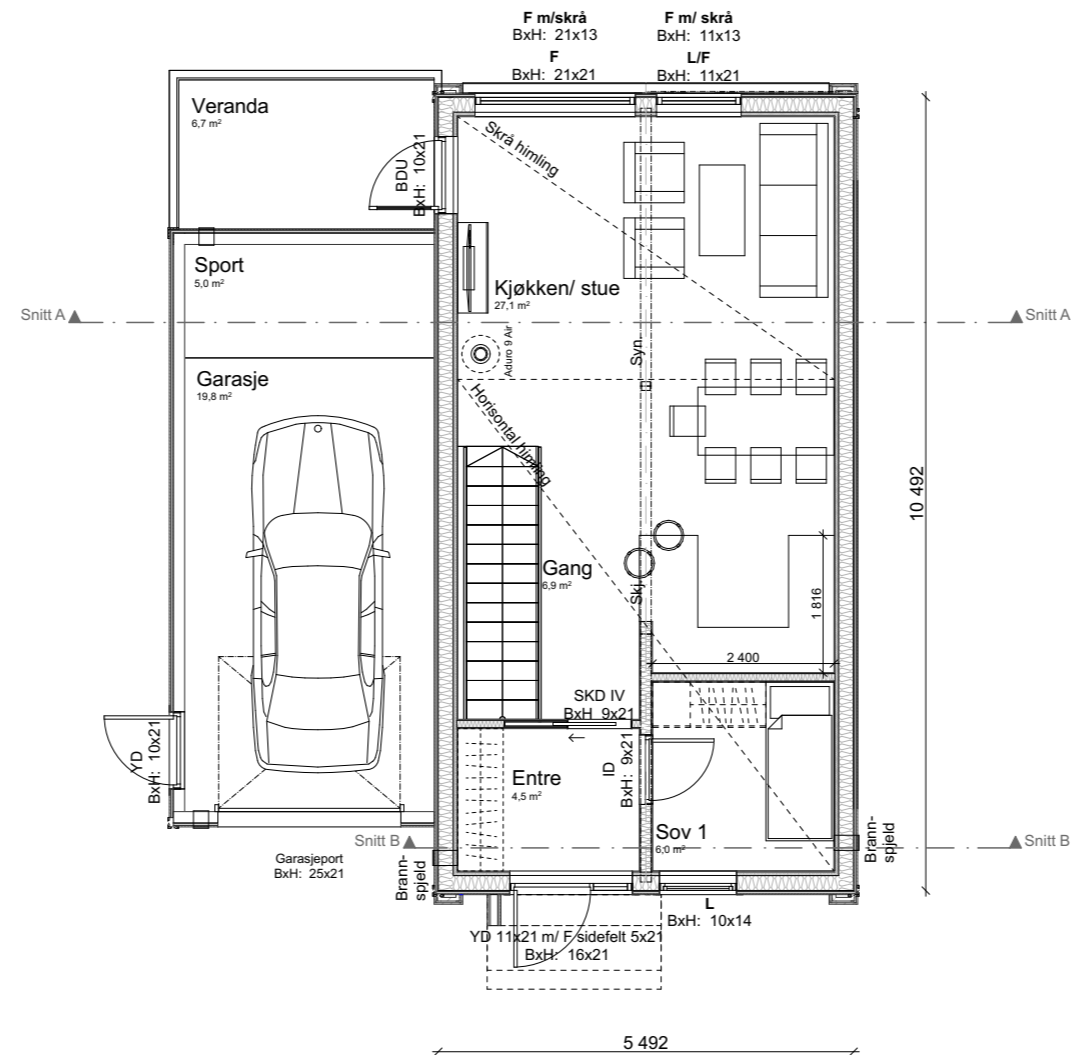 F m/skrå
BxH: 21x13
F
BxH: 21x21
F m/ skrå
BxH: 11x13
L/F
BxH: 11x21
Veranda
6,7 m²
BDU
BxH: 10x21
Skrå himling
Sport
5,0 m²
Kjøkken/ stue
27,1 m²
Snitt A
Snitt A
Aduro 9 Air
Syn.
Garasje
19,8 m²
Horisontal himling
10 492
Gang
6,9 m²
Skj.
1 816
2 400
SKD IV
BxH 9x21
YD
BxH: 10x21
ID
BxH: 9x21
Entre
4,5 m²
Sov 1
6,0 m²
Snitt B
Snitt B
Garasjeport
BxH: 25x21
Brann-
spjeld
Brann-
spjeld
L
BxH: 10x14
YD 11x21 m/ F sidefelt 5x21
BxH: 16x21
5 492